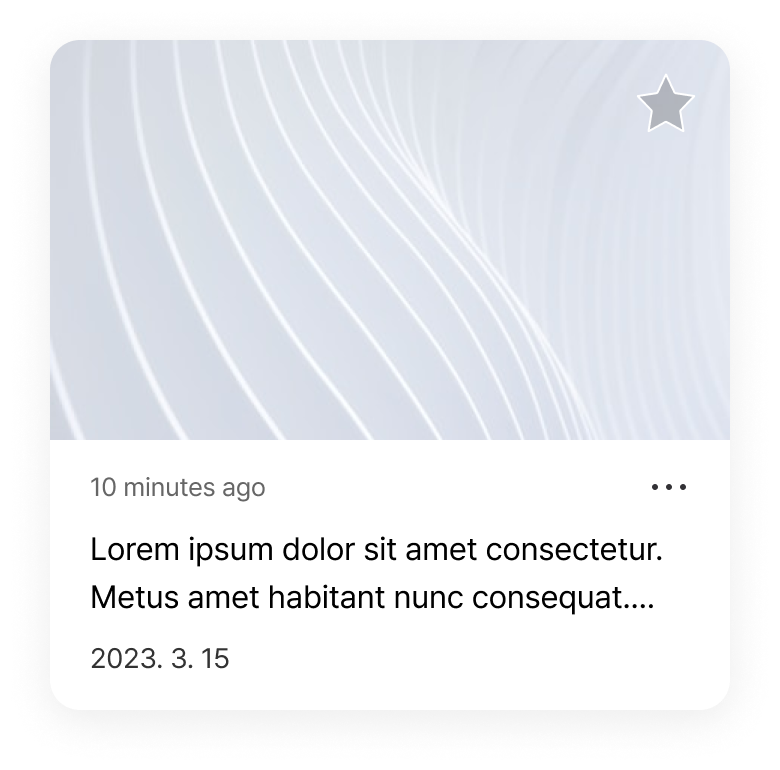 10 minutes ago
Lorem ipsum dolor sit amet consectetur.
Metus amet habitant nunc consequat....
2023. 3. 15